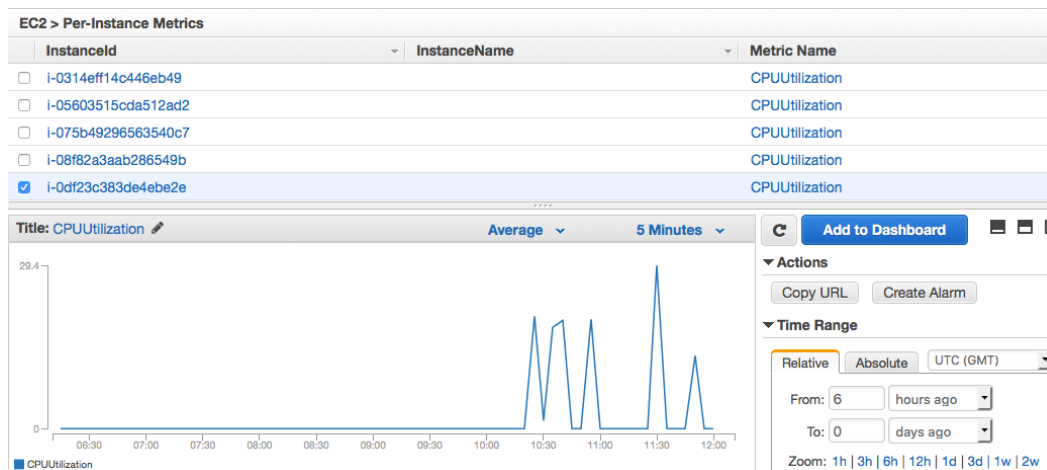 EC2 > Per-Instance Metrics
InstanceId InstanceName Metric Name
i-0314eff14c446eb49 CPUUtilization
i-05603515cda512ad2 CPUUtilization
i-075b49296563540c7 CPUUtilization
i-08f82a3aab286549b CPUUtilization
i-0df23c383de4ebe2e CPUUtilization
Title: CPUUtilization Average 5 Minutes
Add to Dashboard
29.4
0
06:30 07:00 07:30 08:00 08:30 09:00 09:30 10:00 10:30 11:00 11:30 12:00
CPUUtilization
Actions
Copy URL Create Alarm
Time Range
Relative Absolute UTC (GMT)
From: 6 hours ago
To: 0 days ago
Zoom: 1h | 3h | 6h | 12h | 1d | 3d | 1w | 2w